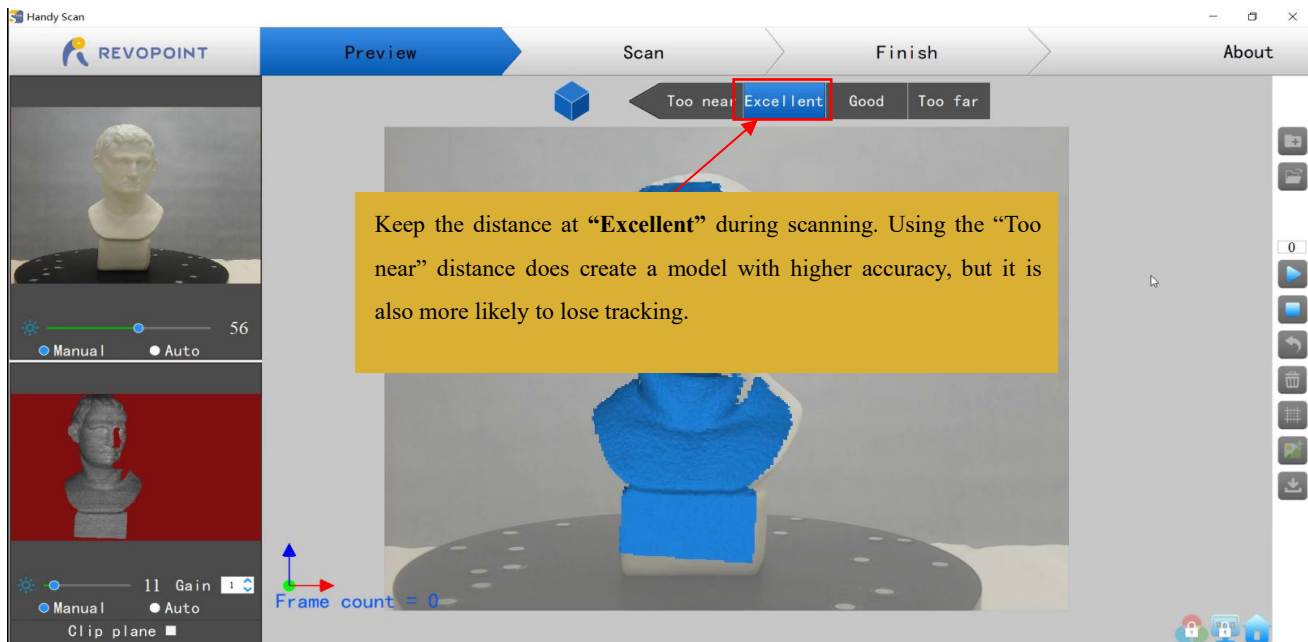 Handy Scan
REVOPOINT
Preview
Scan
Finish
About
Too near
Excellent
Good
Too far
Keep the distance at “Excellent” during scanning. Using the “Too
near” distance does create a model with higher accuracy, but it is
also more likely to lose tracking.
0
56
Manual
Auto
11 Gain 1
Manual
Auto
Clip plane
Frame count = 0